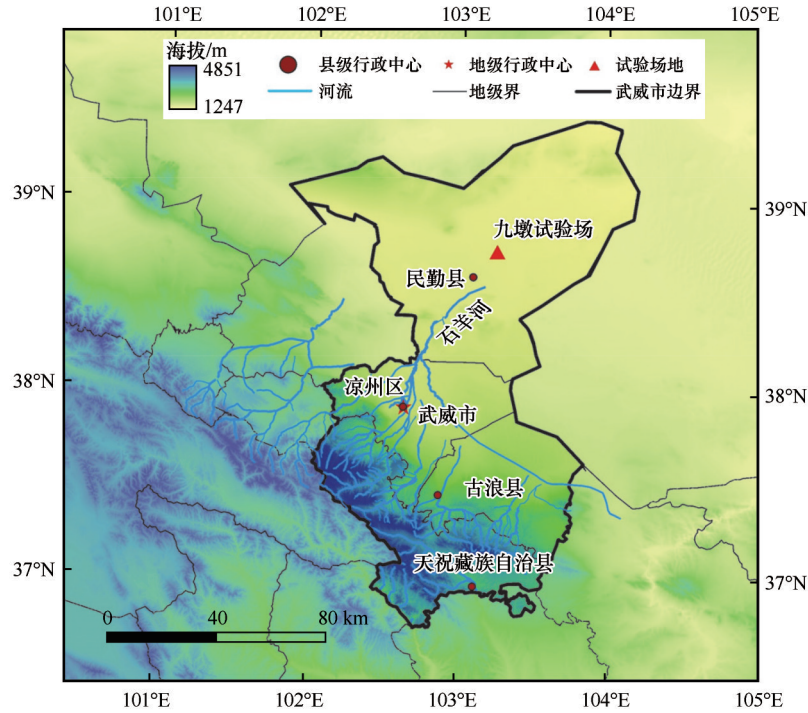 101°E 102°E 103°E 104°E 105°E
海拔/m
4851
1247
县级行政中心 地级行政中心 试验场地
河流 地级界 武威市边界
39°N 39°N
九墩试验场
民勤县
石羊河
38°N 38°N
凉州区
武威市
古浪县
37°N 37°N
天祝藏族自治县
0 40 80 km
101°E 102°E 103°E 104°E 105°E